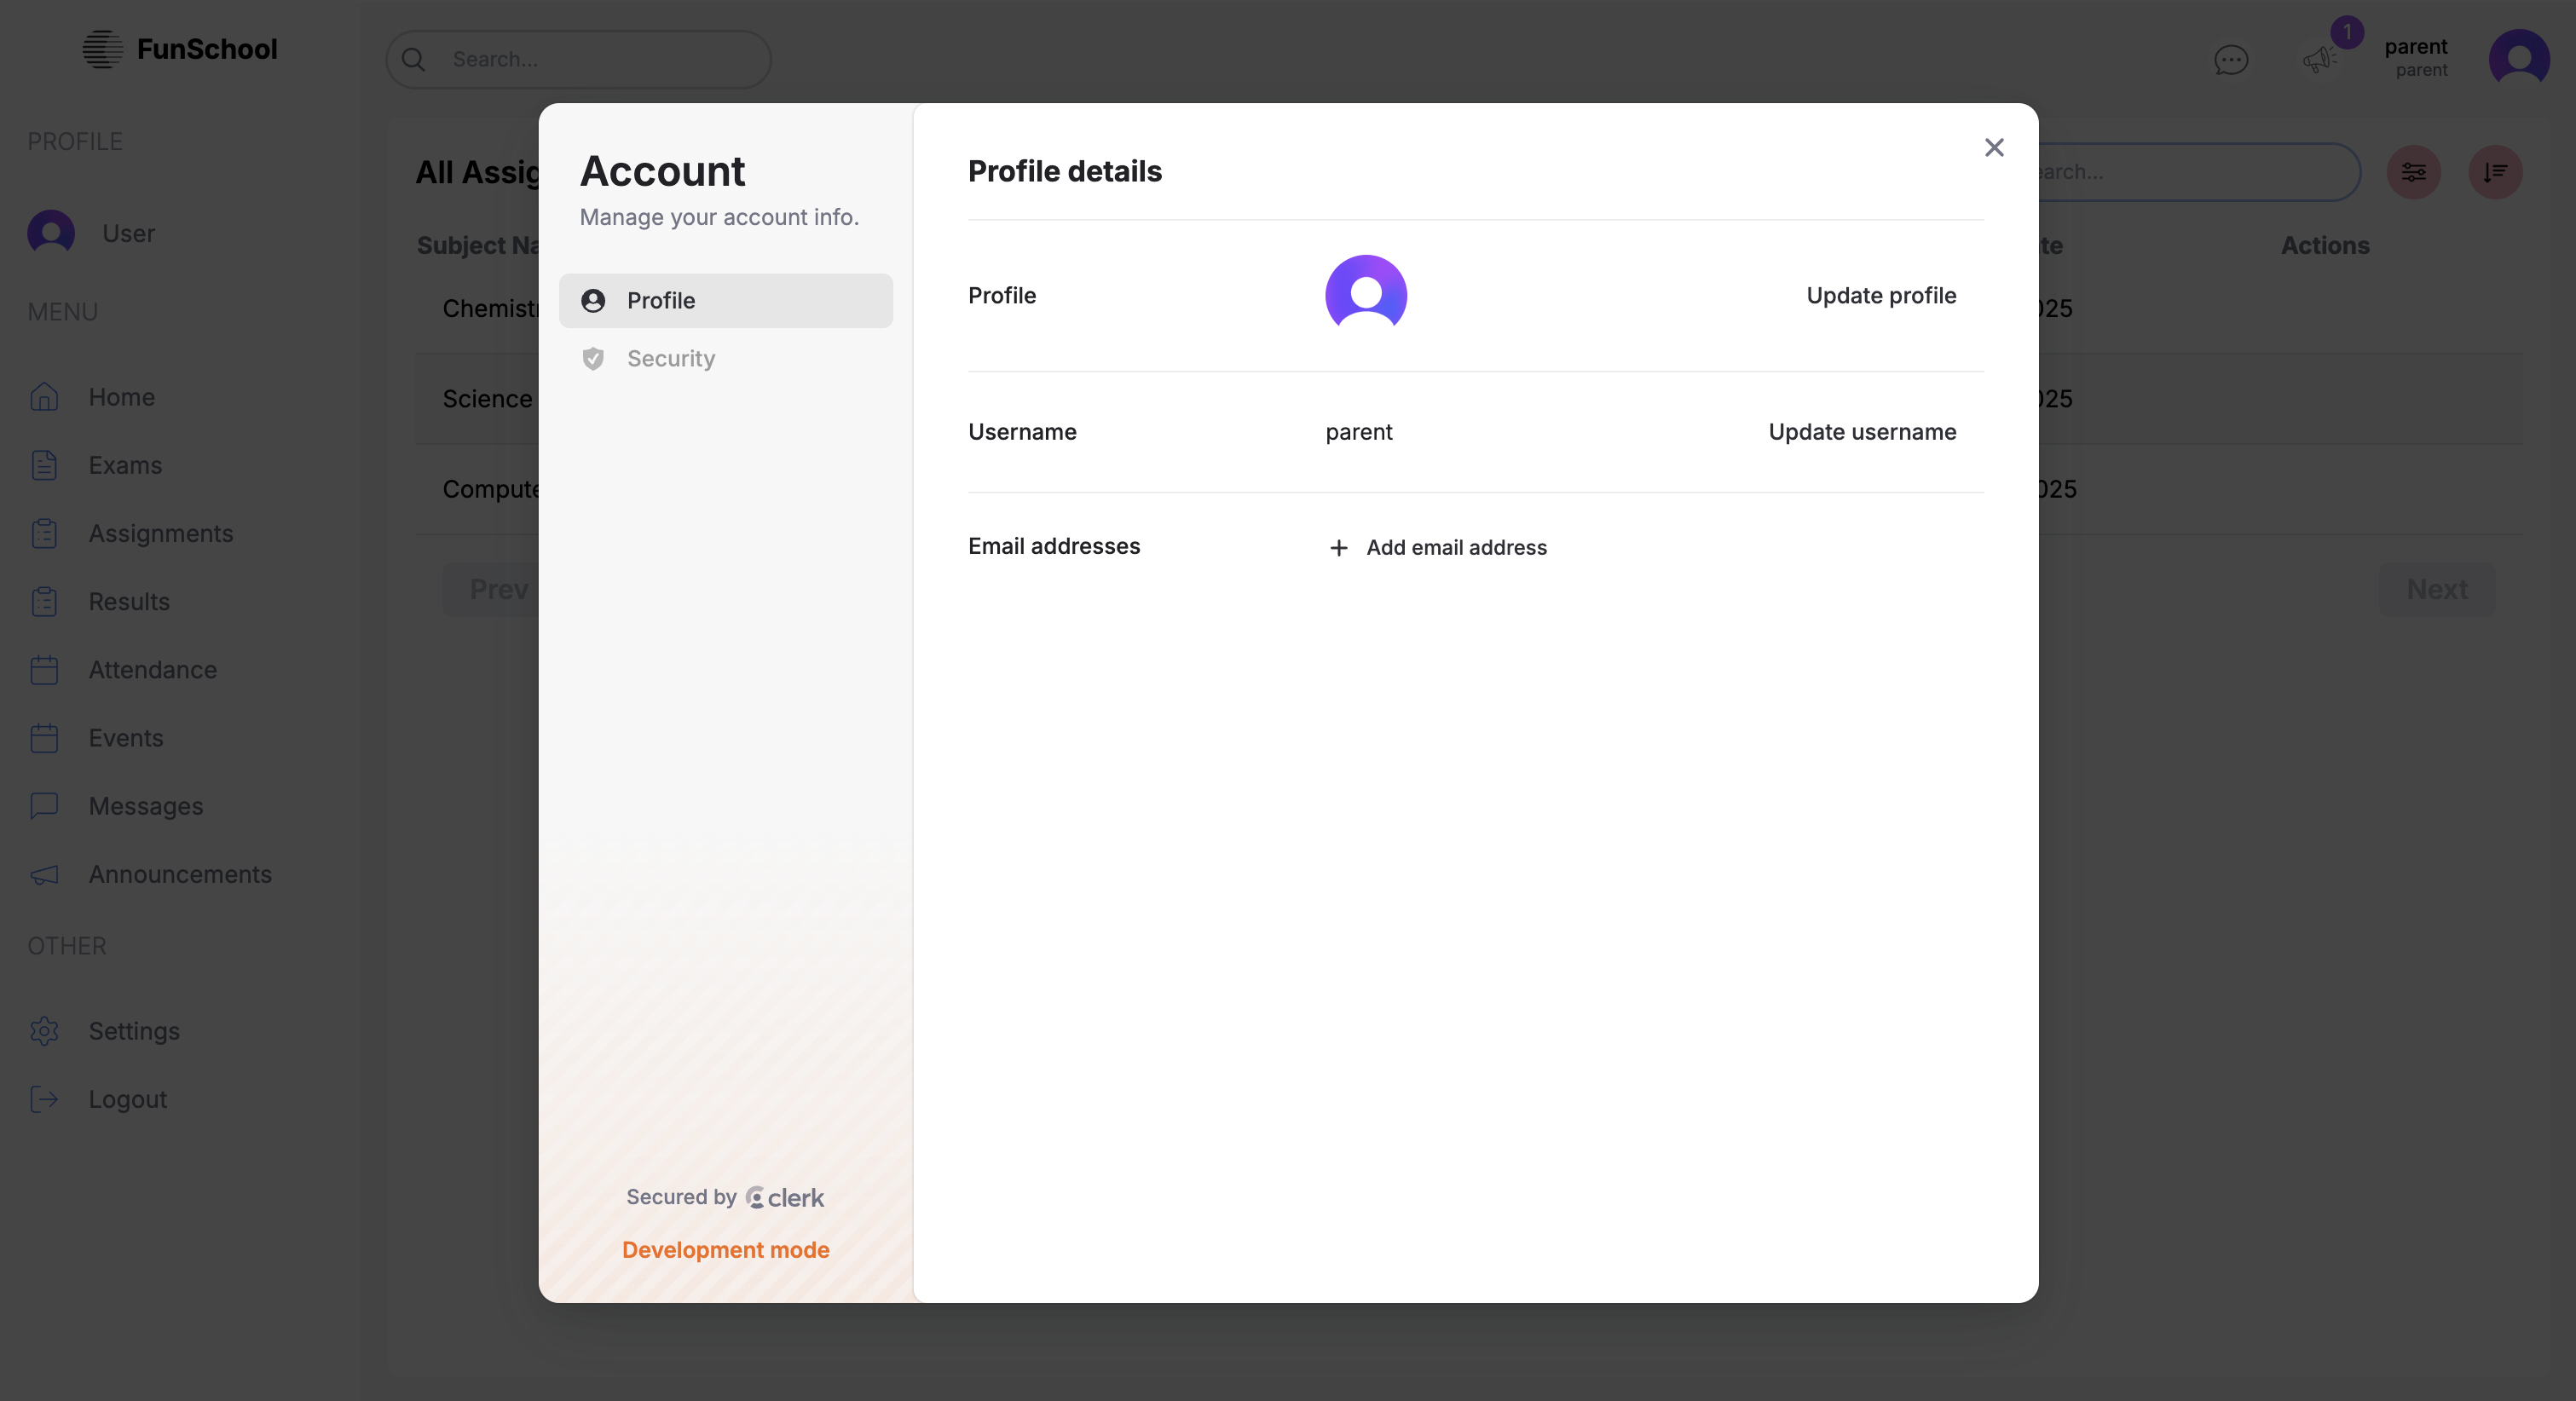 FunSchool
Search...
1
parent
parent
PROFILE
User
MENU
Home
Exams
Assignments
Results
Attendance
Events
Messages
Announcements
OTHER
Settings
Logout
All Assig
arch...
Subject Na
te
Actions
Chemistr
025
Science
025
Compute
025
Prev
Next
Account
Manage your account info.
Profile
Security
Secured by clerk
Development mode
Profile details
Profile
Update profile
Username
parent
Update username
Email addresses
Add email address